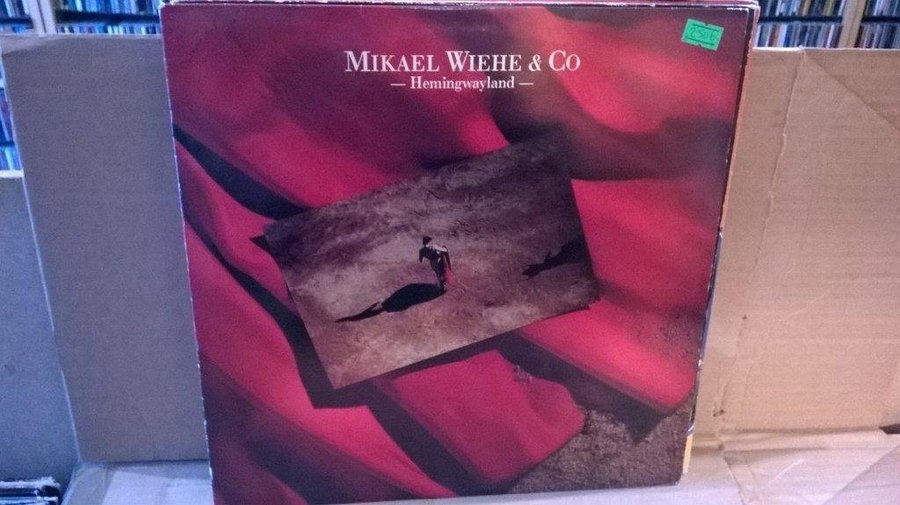 MIKAEL WIEHE & CO
— Hemingwayland —